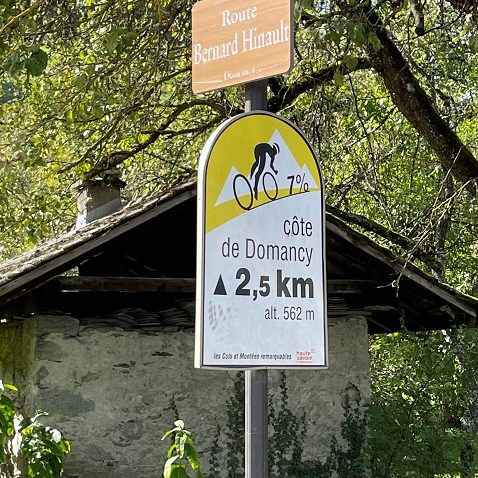 Route
Bernard Hinault
Domancy
7%
côte
de Domancy
▲ 2,5 km
alt. 562 m
les Cols et Montées remarquables
haute
savoie